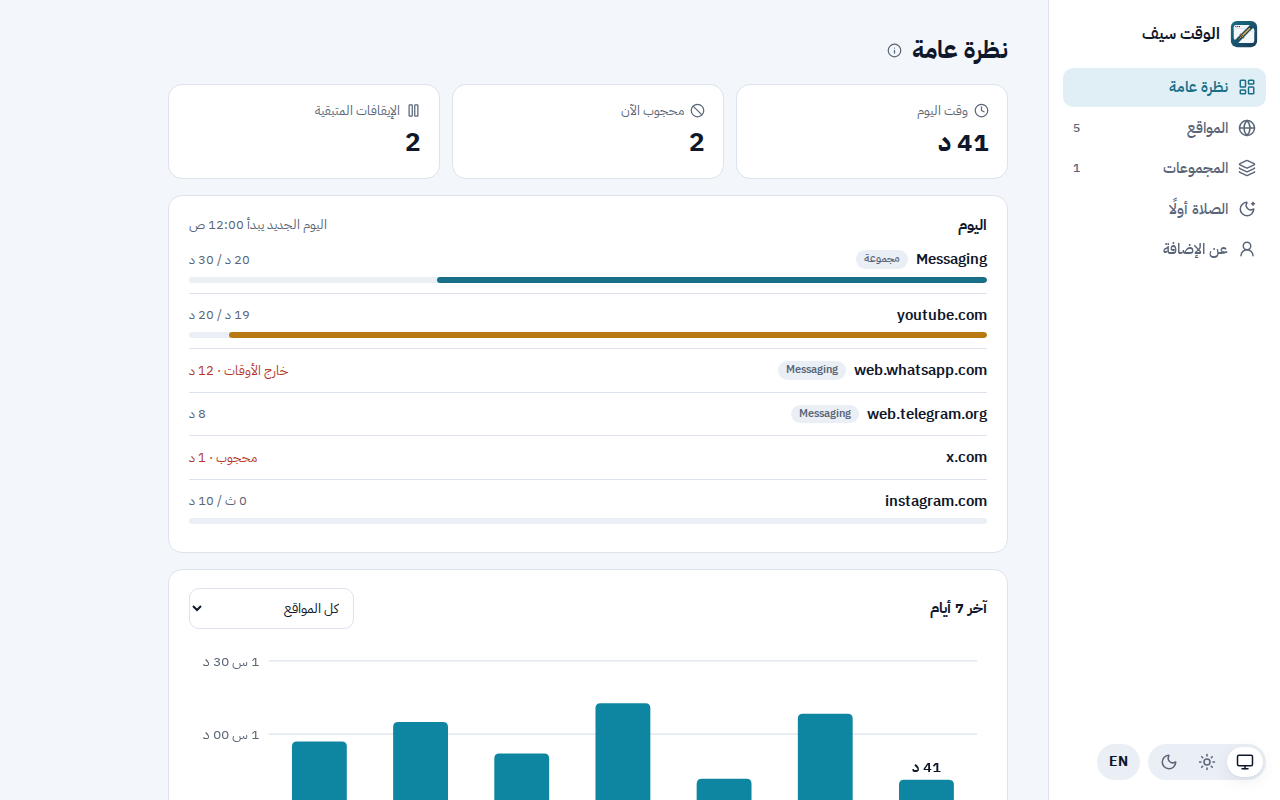 الوقت سيف
نظرة عامة
المواقع 5
المجموعات 1
الصلاة أولًا
عن الإضافة
EN
نظرة عامة
وقت اليوم
41 د
محجوب الآن
2
الإيقافات المتبقية
2
اليوم
اليوم الجديد يبدأ 12:00 ص
Messaging مجموعة
20 د / 30 د
youtube.com
19 د / 20 د
web.whatsapp.com Messaging
خارج الأوقات · 12 د
web.telegram.org Messaging
8 د
x.com
محجوب · 1 د
instagram.com
0 ث / 10 د
آخر 7 أيام
كل المواقع
1 س 30 د
1 س 00 د
41 د